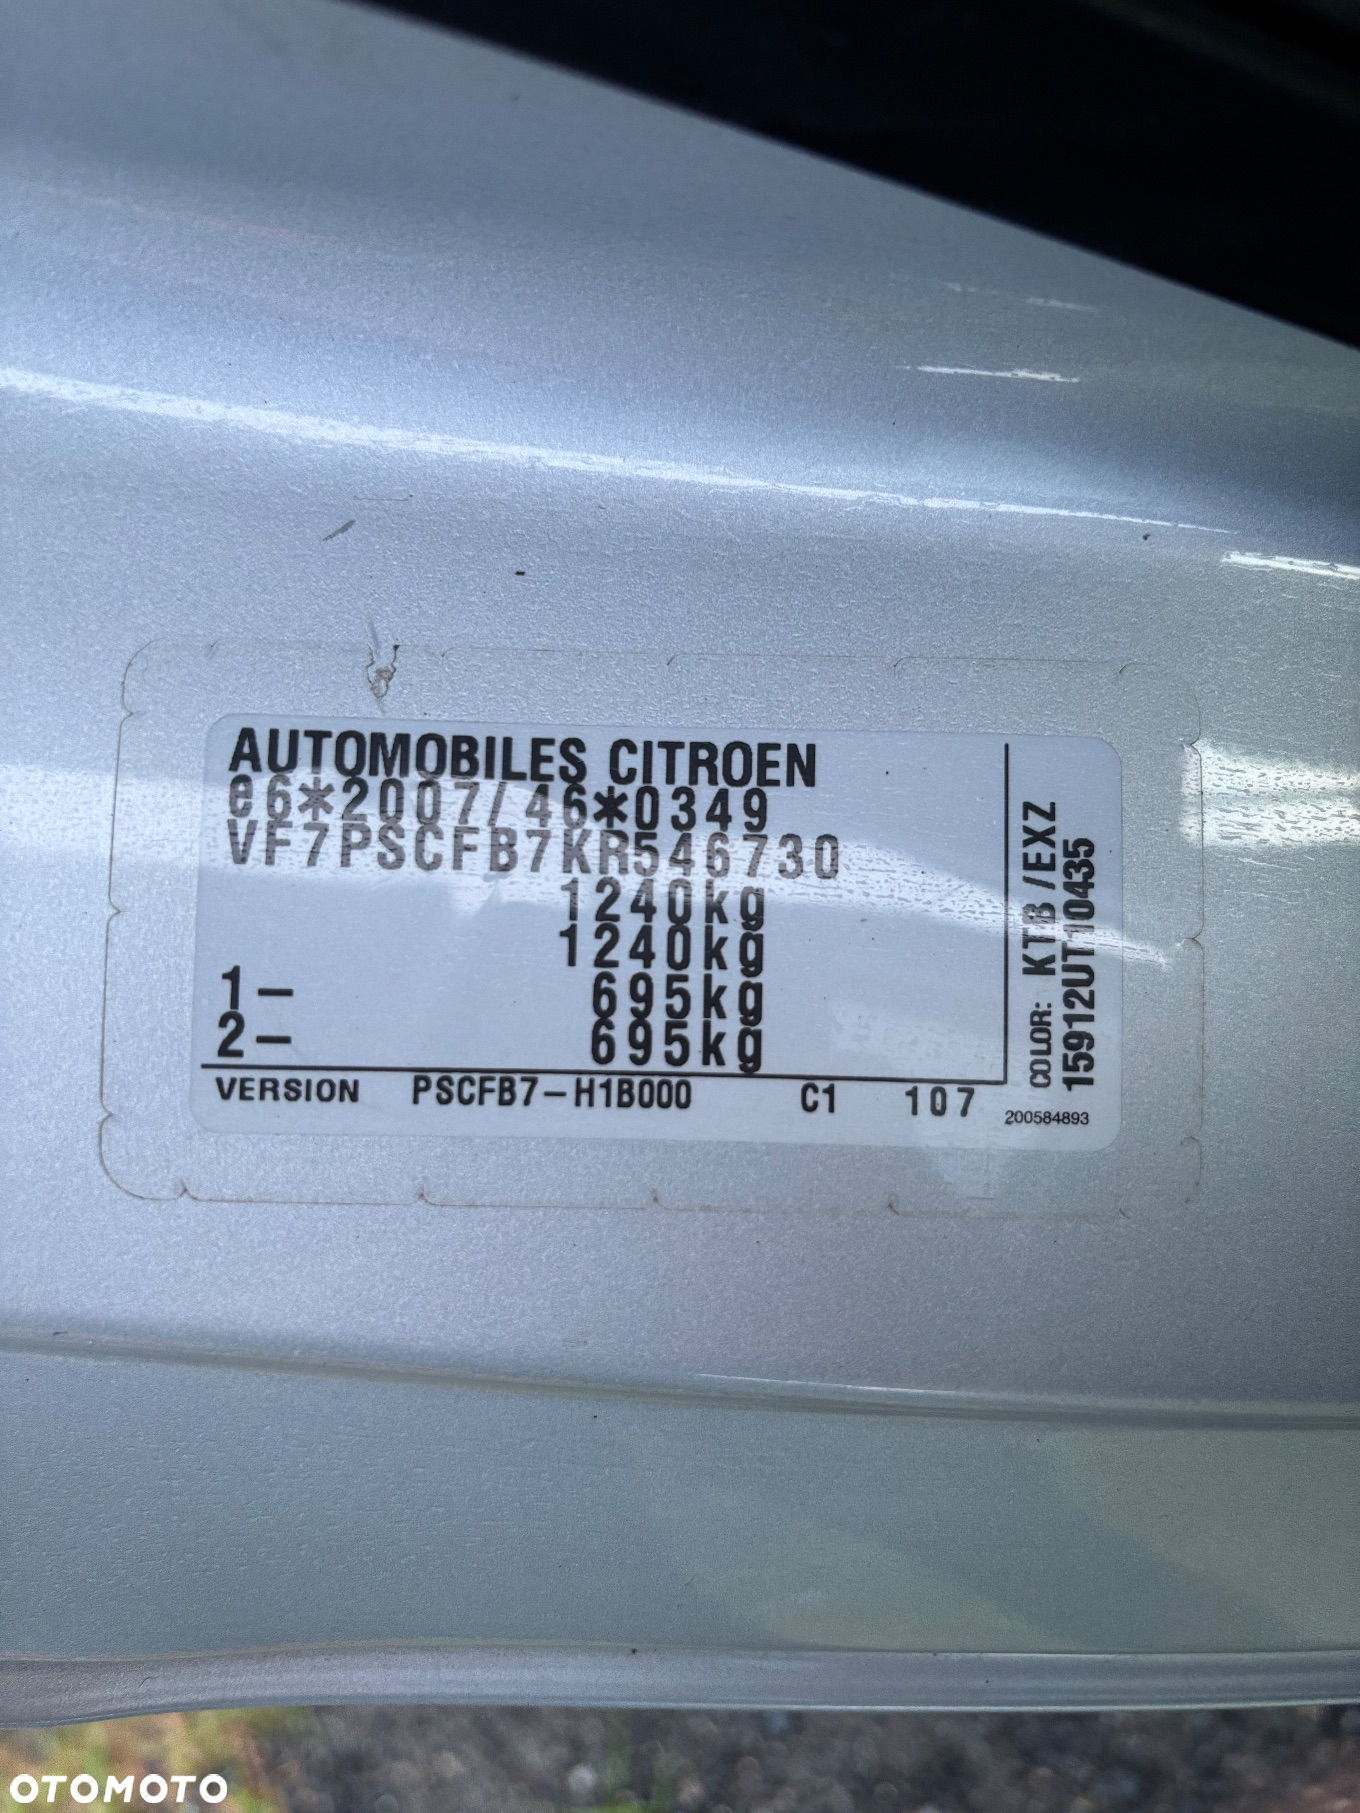 AUTOMOBILES CITROEN
e6*2007/46*0349
VF7PSCFB7KR546730
1240kg
1240kg
1- 695kg
2- 695kg
VERSION PSCFB7-H1B000 C1 107
200584893
COLOR: KTB /EXZ
15912UT10435
OTOMOTO